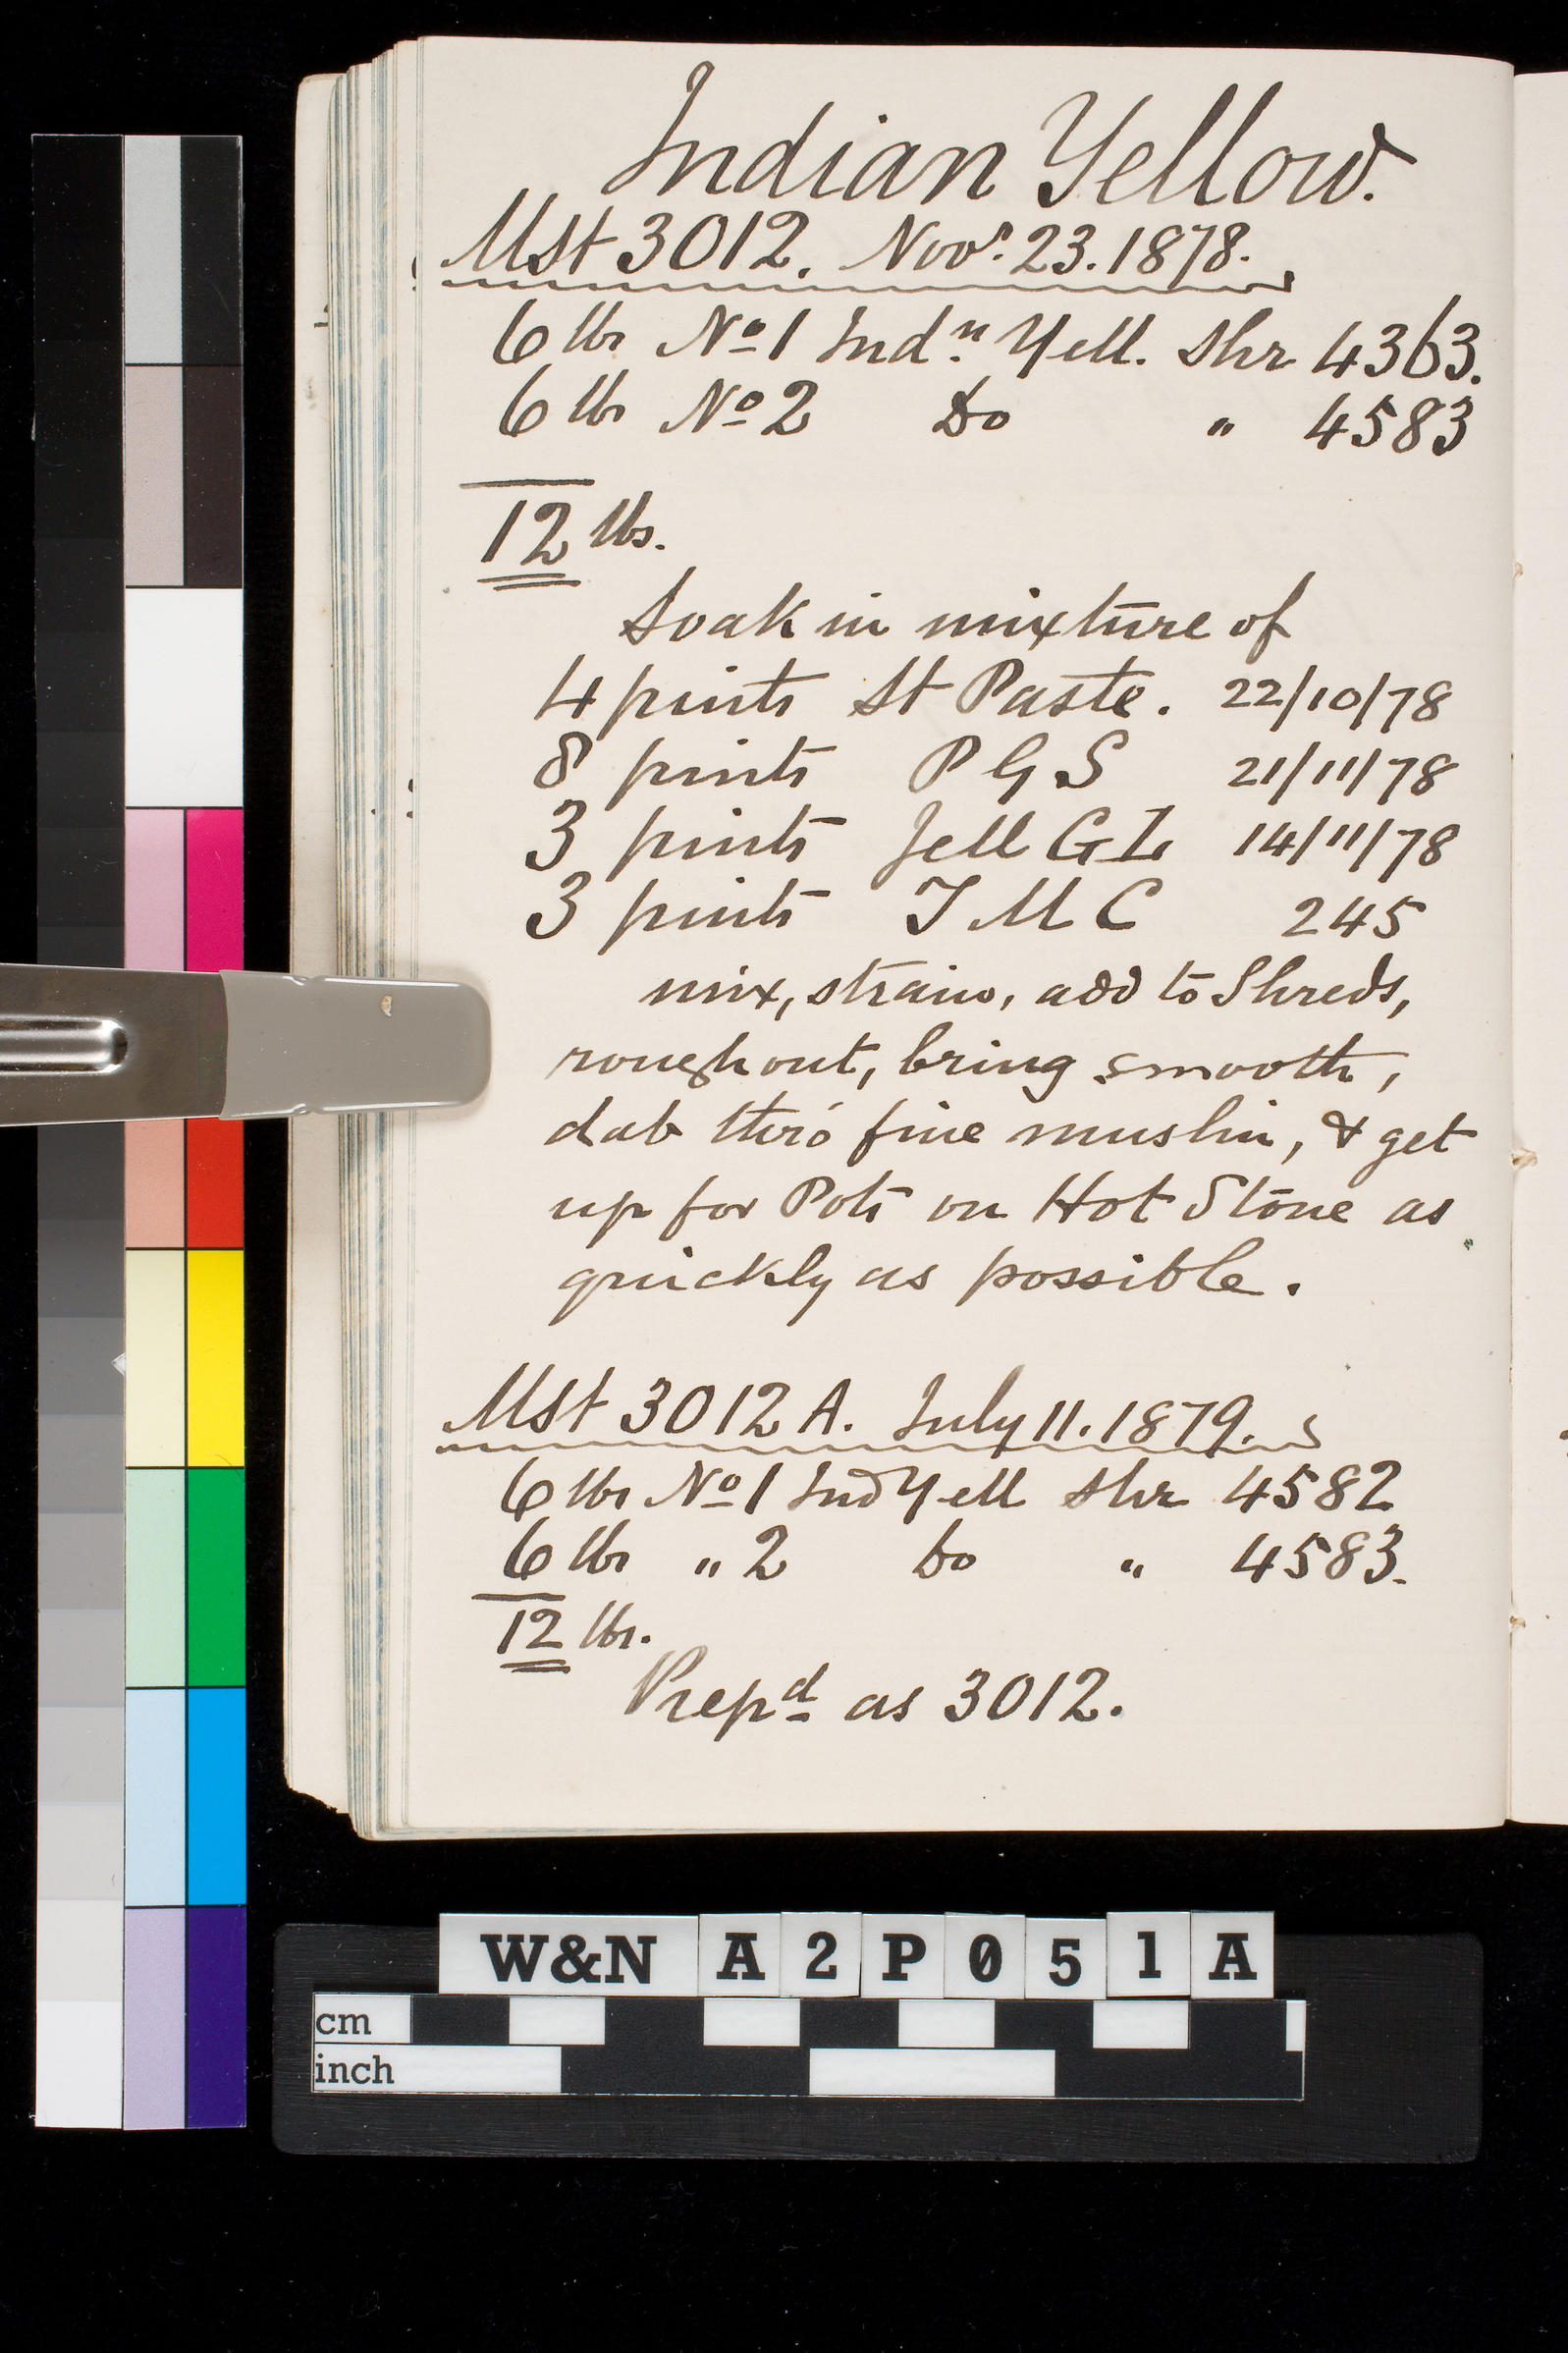 Indian Yellow.
Mst 3012. Novr. 23. 1878.
6 lbs No 1 Indn. Yell. Shr 4363.
6 lbs No 2 Do " 4583
12 lbs.
Soak in mixture of
4 pints St Paste. 22/10/78
8 pints P G S 21/11/78
3 pints Jell G L 14/11/78
3 pints T M C 245
mix, strain, add to Shreds,
rough out, bring smooth,
dab thro' fine muslin, & get
up for Pots on Hot Stone as
quickly as possible.
Mst 3012 A. July 11. 1879.
6 lbs No 1 Ind Yell Shr 4582
6 lbs " 2 Do " 4583.
12 lbs.
Prepd as 3012.
W&N A 2 P 0 5 1 A
cm
inch